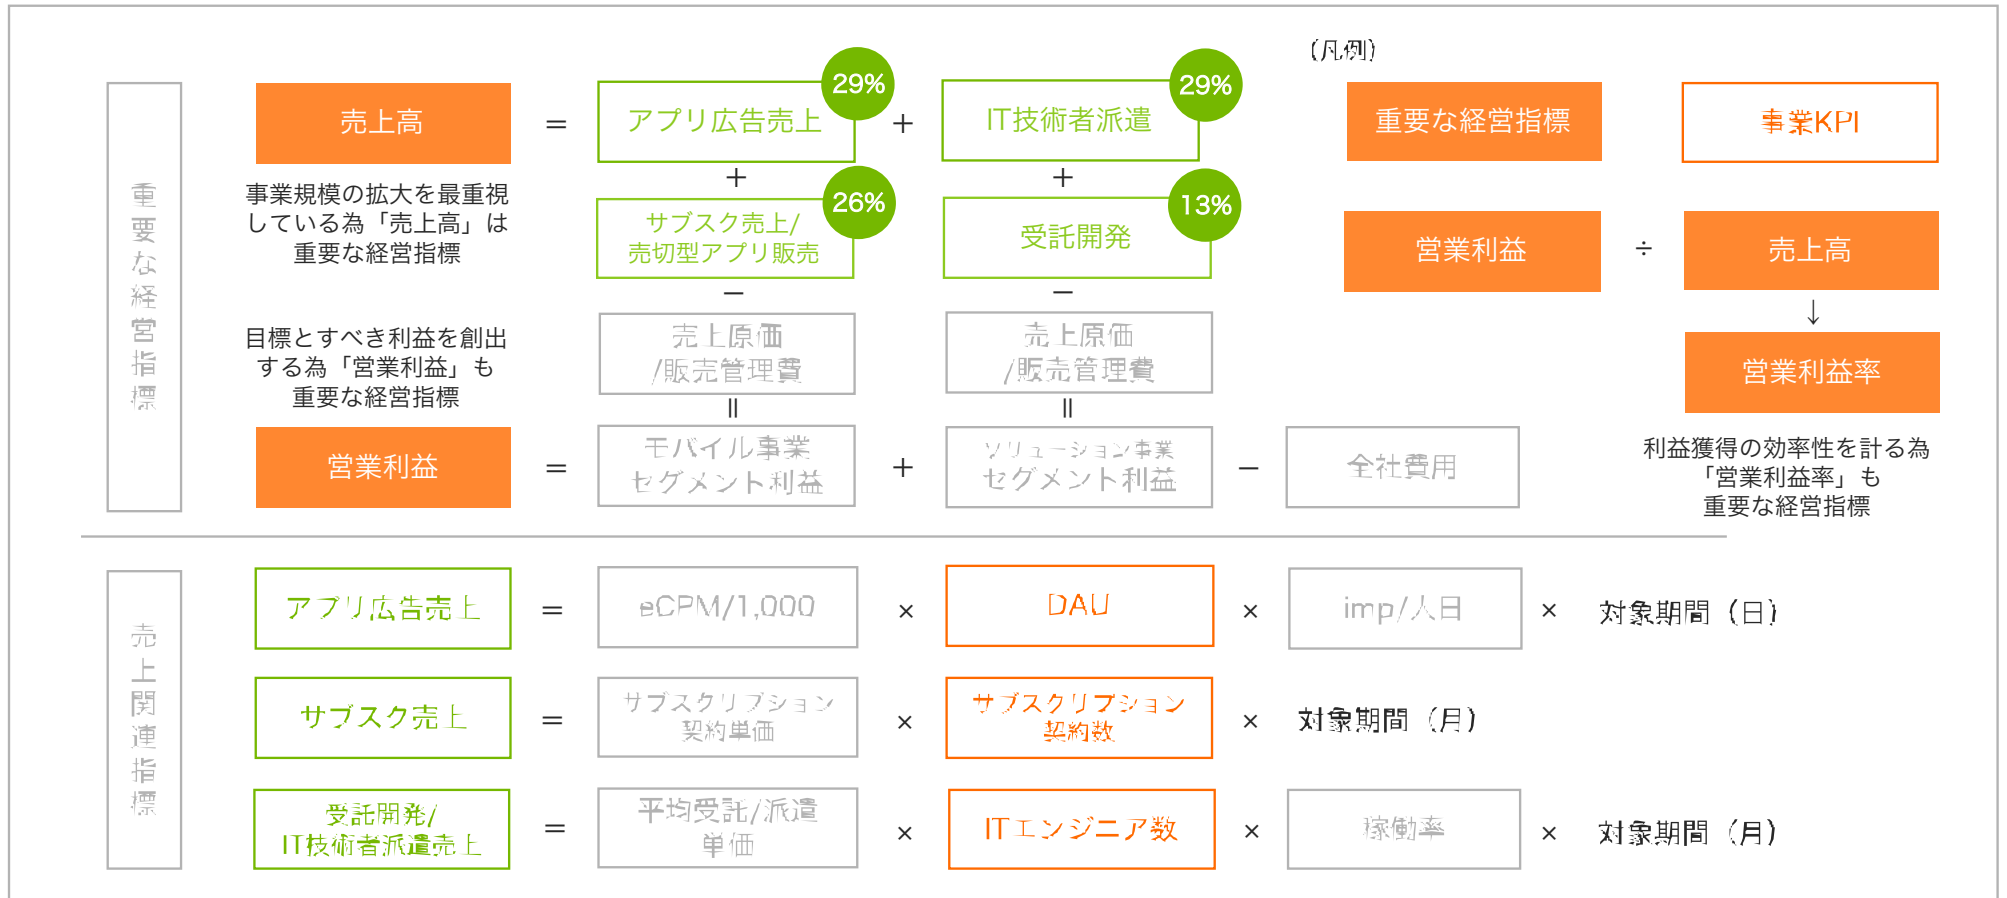 (凡例)
重要な経営指標
売上高
＝
アプリ広告売上
29%
＋
IT技術者派遣
29%
重要な経営指標
事業KPI
事業規模の拡大を最重視
している為「売上高」は
重要な経営指標
＋
＋
サブスク売上/
売切型アプリ販売
26%
受託開発
13%
営業利益
÷
売上高
－
－
↓
目標とすべき利益を創出
する為「営業利益」も
重要な経営指標
売上原価
/販売管理費
売上原価
/販売管理費
営業利益率
＝
＝
営業利益
＝
モバイル事業
セグメント利益
＋
ソリューション事業
セグメント利益
－
全社費用
利益獲得の効率性を計る為
「営業利益率」も
重要な経営指標
売上関連指標
アプリ広告売上
＝
eCPM/1,000
×
DAU
×
imp/人日
×
対象期間（日）
サブスク売上
＝
サブスクリプション
契約単価
×
サブスクリプション
契約数
×
対象期間（月）
受託開発/
IT技術者派遣売上
＝
平均受託/派遣
単価
×
ITエンジニア数
×
稼働率
×
対象期間（月）